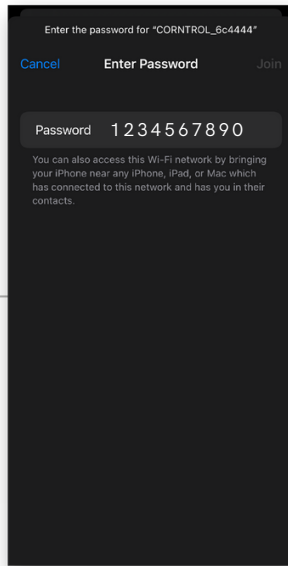 Enter the password for “CORNTROL_6c4444”
Cancel Enter Password Join
Password 1234567890
You can also access this Wi-Fi network by bringing
your iPhone near any iPhone, iPad, or Mac which
has connected to this network and has you in their
contacts.